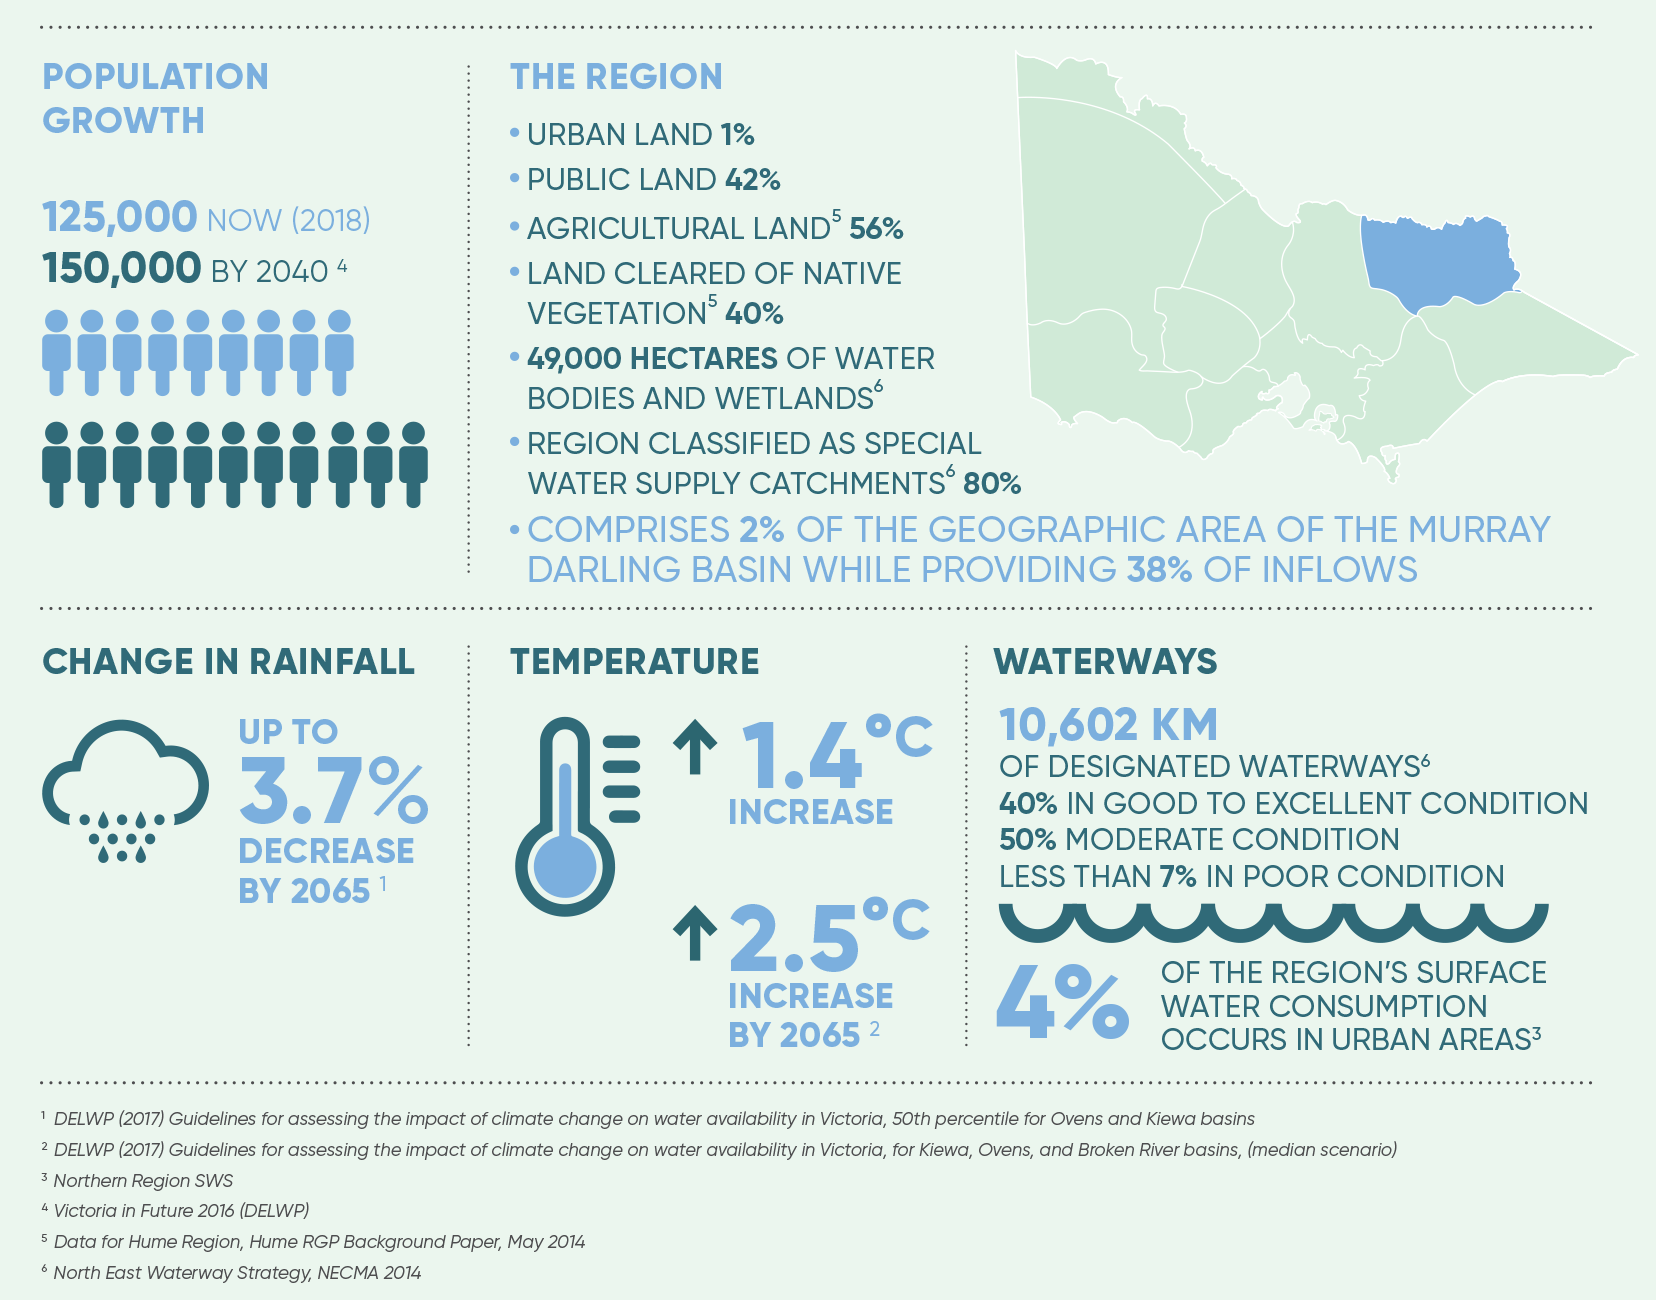 POPULATION
GROWTH
125,000 NOW (2018)
150,000 BY 2040 ⁴
THE REGION
• URBAN LAND 1%
• PUBLIC LAND 42%
• AGRICULTURAL LAND⁵ 56%
• LAND CLEARED OF NATIVE
VEGETATION⁵ 40%
• 49,000 HECTARES OF WATER
BODIES AND WETLANDS⁶
• REGION CLASSIFIED AS SPECIAL
WATER SUPPLY CATCHMENTS⁶ 80%
• COMPRISES 2% OF THE GEOGRAPHIC AREA OF THE MURRAY
DARLING BASIN WHILE PROVIDING 38% OF INFLOWS
CHANGE IN RAINFALL
UP TO
3.7%
DECREASE
BY 2065 ¹
TEMPERATURE
1.4°C
INCREASE
2.5°C
INCREASE
BY 2065 ²
WATERWAYS
10,602 KM
OF DESIGNATED WATERWAYS⁶
40% IN GOOD TO EXCELLENT CONDITION
50% MODERATE CONDITION
LESS THAN 7% IN POOR CONDITION
4%
OF THE REGION'S SURFACE
WATER CONSUMPTION
OCCURS IN URBAN AREAS³
¹ DELWP (2017) Guidelines for assessing the impact of climate change on water availability in Victoria, 50th percentile for Ovens and Kiewa basins
² DELWP (2017) Guidelines for assessing the impact of climate change on water availability in Victoria, for Kiewa, Ovens, and Broken River basins, (median scenario)
³ Northern Region SWS
⁴ Victoria in Future 2016 (DELWP)
⁵ Data for Hume Region, Hume RGP Background Paper, May 2014
⁶ North East Waterway Strategy, NECMA 2014